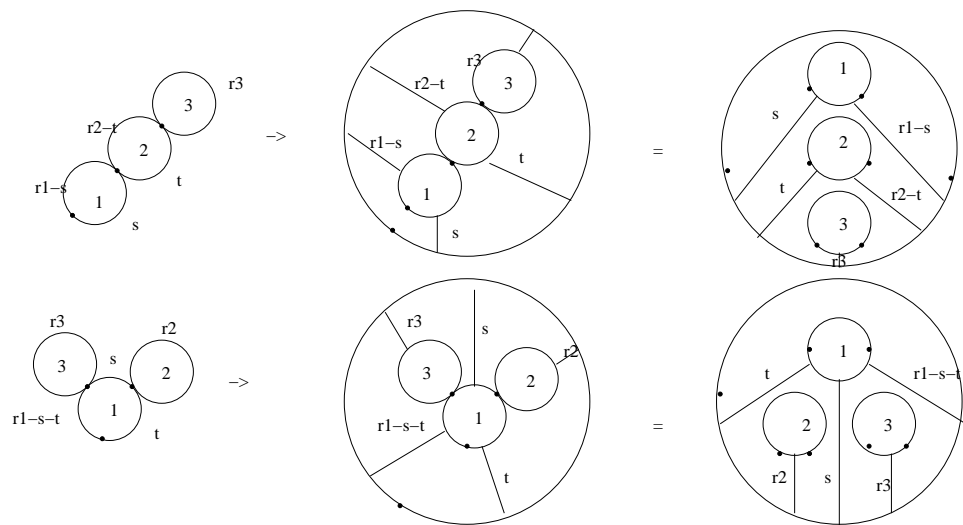 r3
3
r2–t
2
t
r1–s
1
s
–>
r3
3
r2–t
2
r1–s
t
1
s
=
1
s
r1–s
2
t
r2–t
3
r3
r3
r2
s
3
2
r1–s–t
1
t
–>
r3
s
r2
3
2
r1–s–t
1
t
=
1
t
r1–s–t
2
3
r2
s
r3